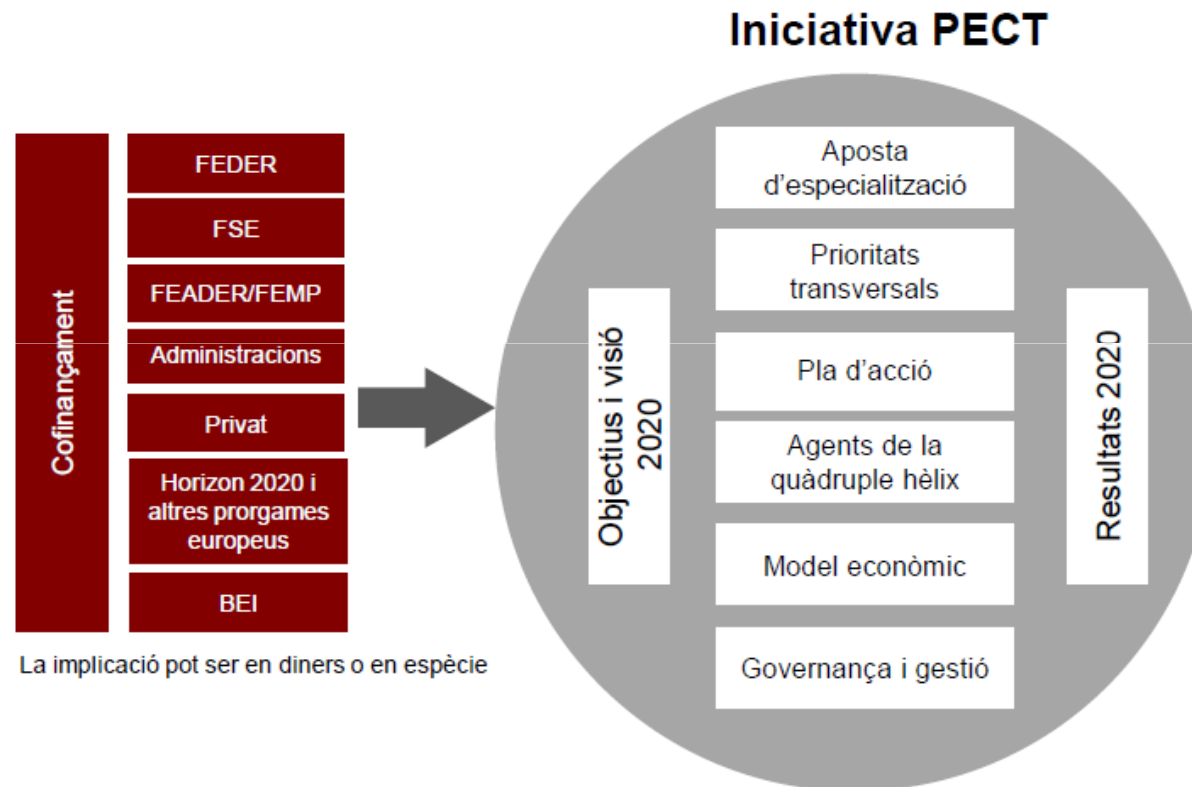 Iniciativa PECT
Cofinançament
FEDER
FSE
FEADER/FEMP
Administracions
Privat
Horizon 2020 i
altres prorgames
europeus
BEI
La implicació pot ser en diners o en espècie
Objectius i visió
2020
Aposta
d'especialització
Prioritats
transversals
Pla d'acció
Agents de la
quàdruple hèlix
Model econòmic
Governança i gestió
Resultats 2020